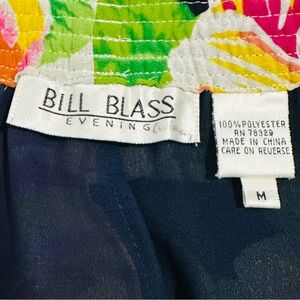 BILL BLASS
EVENING
100% POLYESTER
RN 78329
MADE IN CHINA
CARE ON REVERSE
M